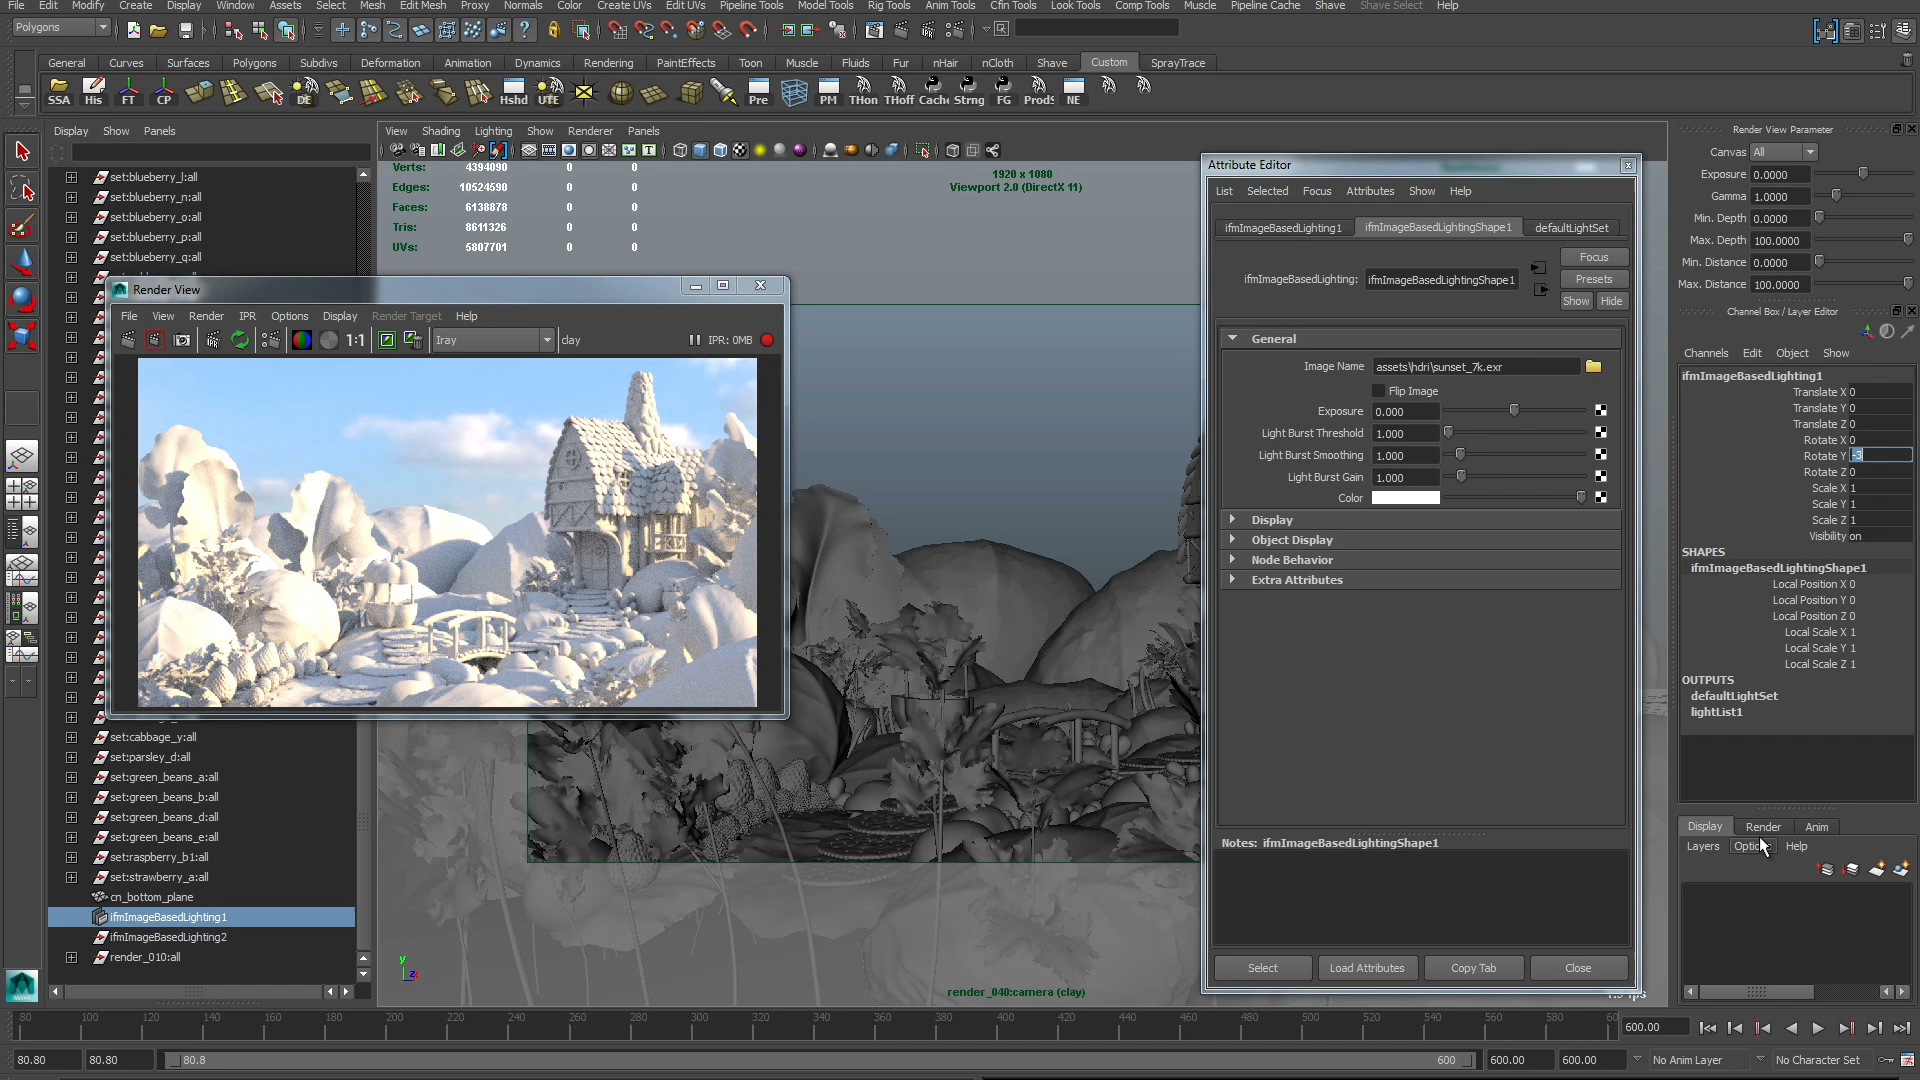 File Edit Modify Create Display Window Assets Select Mesh Edit Mesh Proxy Normals Color Create UVs Edit UVs Pipeline Tools Model Tools Rig Tools Anim Tools Cfin Tools Look Tools Comp Tools Muscle Pipeline Cache Shave Shave Select Help
Polygons
General Curves Surfaces Polygons Subdivs Deformation Animation Dynamics Rendering PaintEffects Toon Muscle Fluids Fur nHair nCloth Shave Custom SprayTrace
SSA His FT CP DE Hshd UTE Pre PM THon THoff Cache Strng FG Prods NE
Display Show Panels
View Shading Lighting Show Renderer Panels
set:blueberry_l:all
set:blueberry_n:all
set:blueberry_o:all
set:blueberry_p:all
set:blueberry_q:all
Verts: 4394090 0 0
Edges: 10524590 0 0
Faces: 6138878 0 0
Tris: 8611326 0 0
UVs: 5807701 0 0
1920 x 1080
Viewport 2.0 (DirectX 11)
Render View
File View Render IPR Options Display Render Target Help
1:1 Iray clay IPR: 0MB
set:cabbage_y:all
set:parsley_d:all
set:green_beans_a:all
set:green_beans_b:all
set:green_beans_d:all
set:green_beans_e:all
set:raspberry_b1:all
set:strawberry_a:all
cn_bottom_plane
ifmImageBasedLighting1
ifmImageBasedLighting2
render_010:all
y
z
render_040:camera (clay)
Attribute Editor
List Selected Focus Attributes Show Help
ifmImageBasedLighting1 ifmImageBasedLightingShape1 defaultLightSet
ifmImageBasedLighting: ifmImageBasedLightingShape1
Focus
Presets
Show Hide
General
Image Name assets\hdri\sunset_7k.exr
Flip Image
Exposure 0.000
Light Burst Threshold 1.000
Light Burst Smoothing 1.000
Light Burst Gain 1.000
Color
Display
Object Display
Node Behavior
Extra Attributes
Notes: ifmImageBasedLightingShape1
Select Load Attributes Copy Tab Close
Render View Parameter
Canvas All
Exposure 0.0000
Gamma 1.0000
Min. Depth 0.0000
Max. Depth 100.0000
Min. Distance 0.0000
Max. Distance 100.0000
Channel Box / Layer Editor
Channels Edit Object Show
ifmImageBasedLighting1
Translate X 0
Translate Y 0
Translate Z 0
Rotate X 0
Rotate Y -3
Rotate Z 0
Scale X 1
Scale Y 1
Scale Z 1
Visibility on
SHAPES
ifmImageBasedLightingShape1
Local Position X 0
Local Position Y 0
Local Position Z 0
Local Scale X 1
Local Scale Y 1
Local Scale Z 1
OUTPUTS
defaultLightSet
lightList1
Display Render Anim
Layers Help
80 100 120 140 160 180 200 220 240 260 280 300 320 340 360 380 400 420 440 460 480 500 520 540 560 580 60
600.00
80.80 80.80 80.8 600 600.00 600.00 No Anim Layer No Character Set